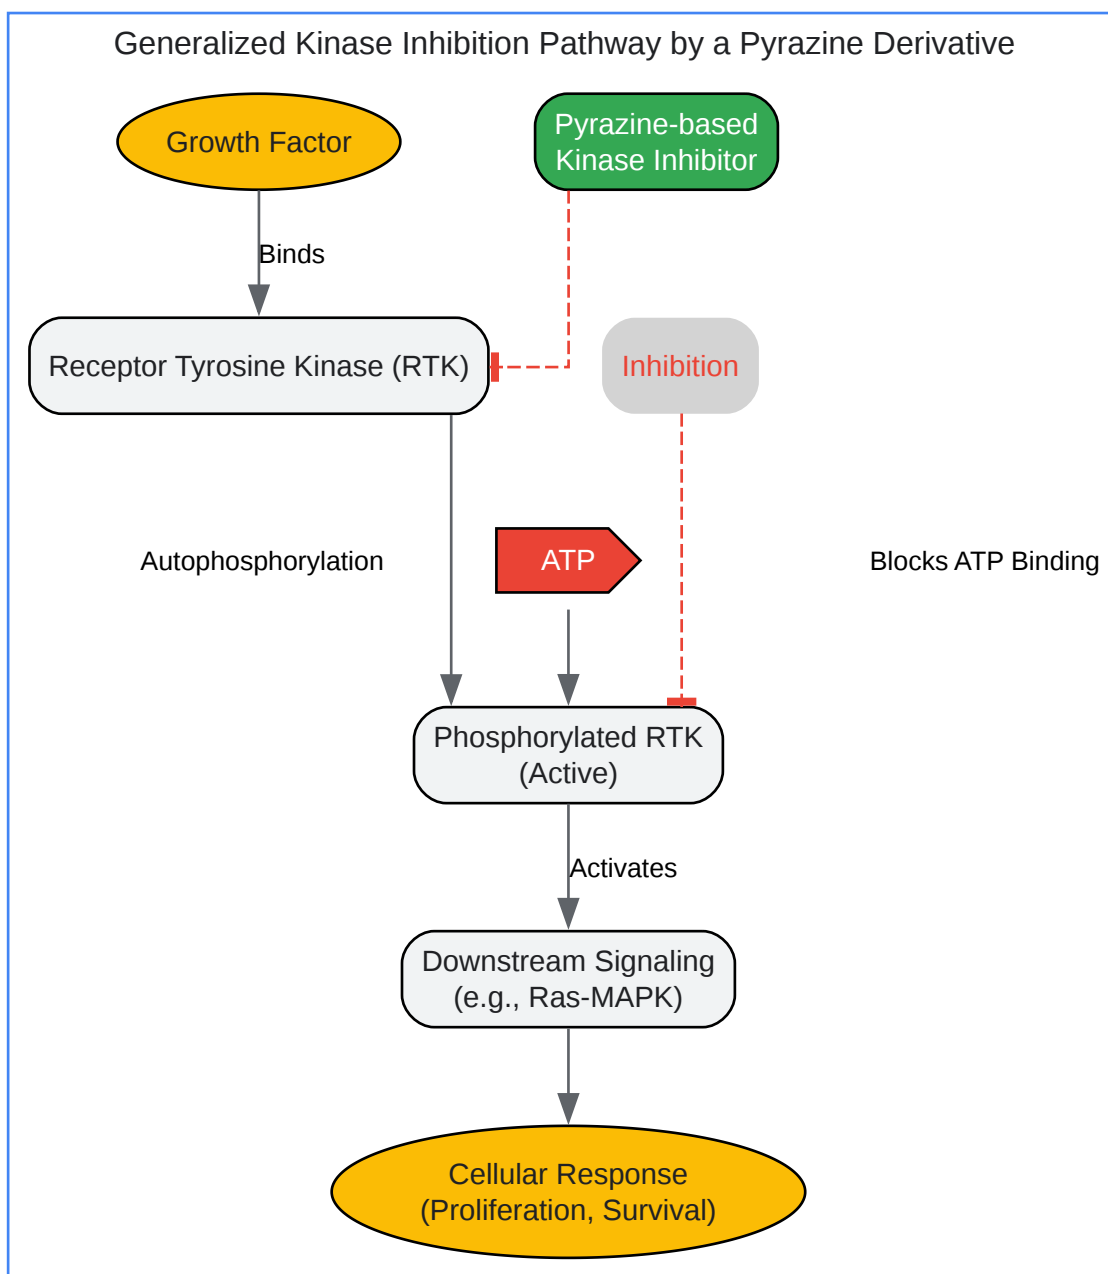 Generalized Kinase Inhibition Pathway by a Pyrazine Derivative
Growth Factor
Pyrazine-based
Kinase Inhibitor
Binds
Receptor Tyrosine Kinase (RTK)
Inhibition
Autophosphorylation
ATP
Blocks ATP Binding
Phosphorylated RTK
(Active)
Activates
Downstream Signaling
(e.g., Ras-MAPK)
Cellular Response
(Proliferation, Survival)